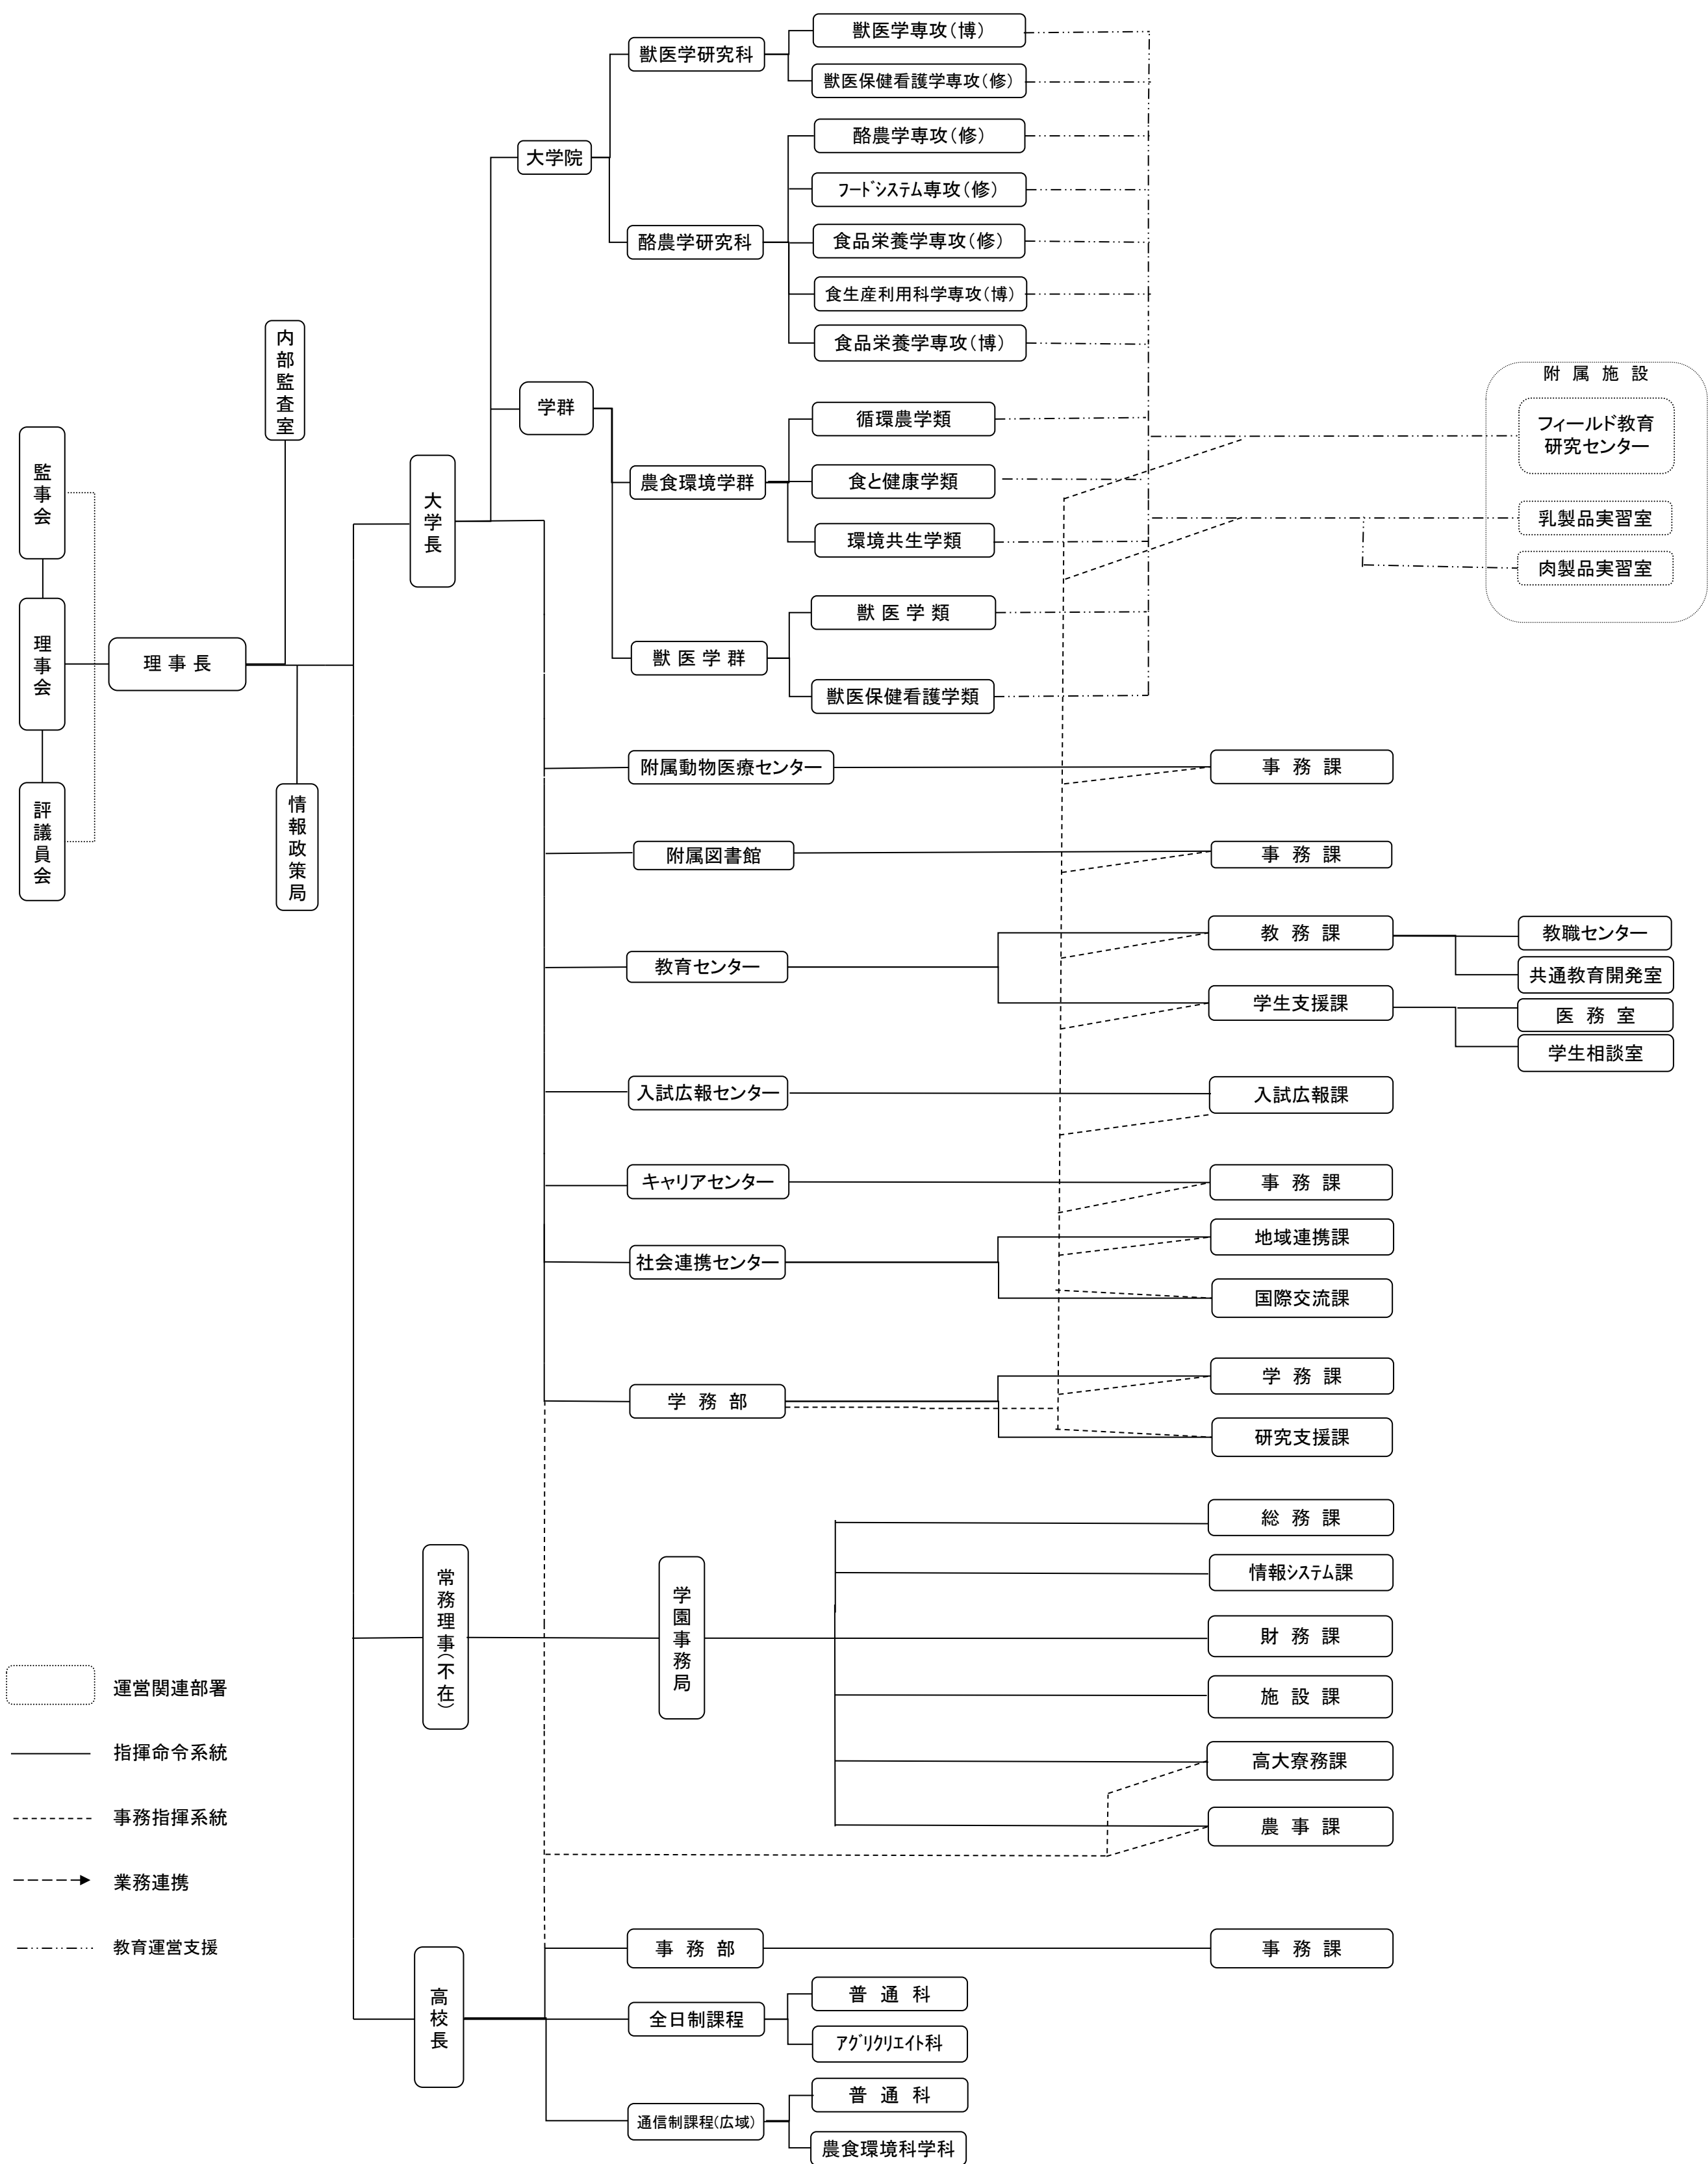 獣医学専攻（博）
獣医学研究科
獣医保健看護学専攻（修）
大学院
酪農学専攻（修）
ﾌｰﾄﾞｼｽﾃﾑ専攻（修）
酪農学研究科
食品栄養学専攻（修）
食生産利用科学専攻（博）
食品栄養学専攻（博）
内部監査室
学群
循環農学類
附属施設
フィールド教育
研究センター
農食環境学群
食と健康学類
監事会
大学長
環境共生学類
乳製品実習室
肉製品実習室
獣医学類
理事会
理事長
獣医学群
獣医保健看護学類
附属動物医療センター
事務課
評議員会
情報政策局
附属図書館
事務課
教育センター
教務課
教職センター
共通教育開発室
学生支援課
医務室
学生相談室
入試広報センター
入試広報課
キャリアセンター
事務課
社会連携センター
地域連携課
国際交流課
学務部
学務課
研究支援課
常務理事（不在）
学園事務局
総務課
情報ｼｽﾃﾑ課
財務課
施設課
高大寮務課
農事課
運営関連部署
指揮命令系統
事務指揮系統
業務連携
教育運営支援
高校長
事務部
事務課
全日制課程
普通科
ｱｸﾞﾘｸﾘｴｲﾄ科
通信制課程（広域）
普通科
農食環境科学科